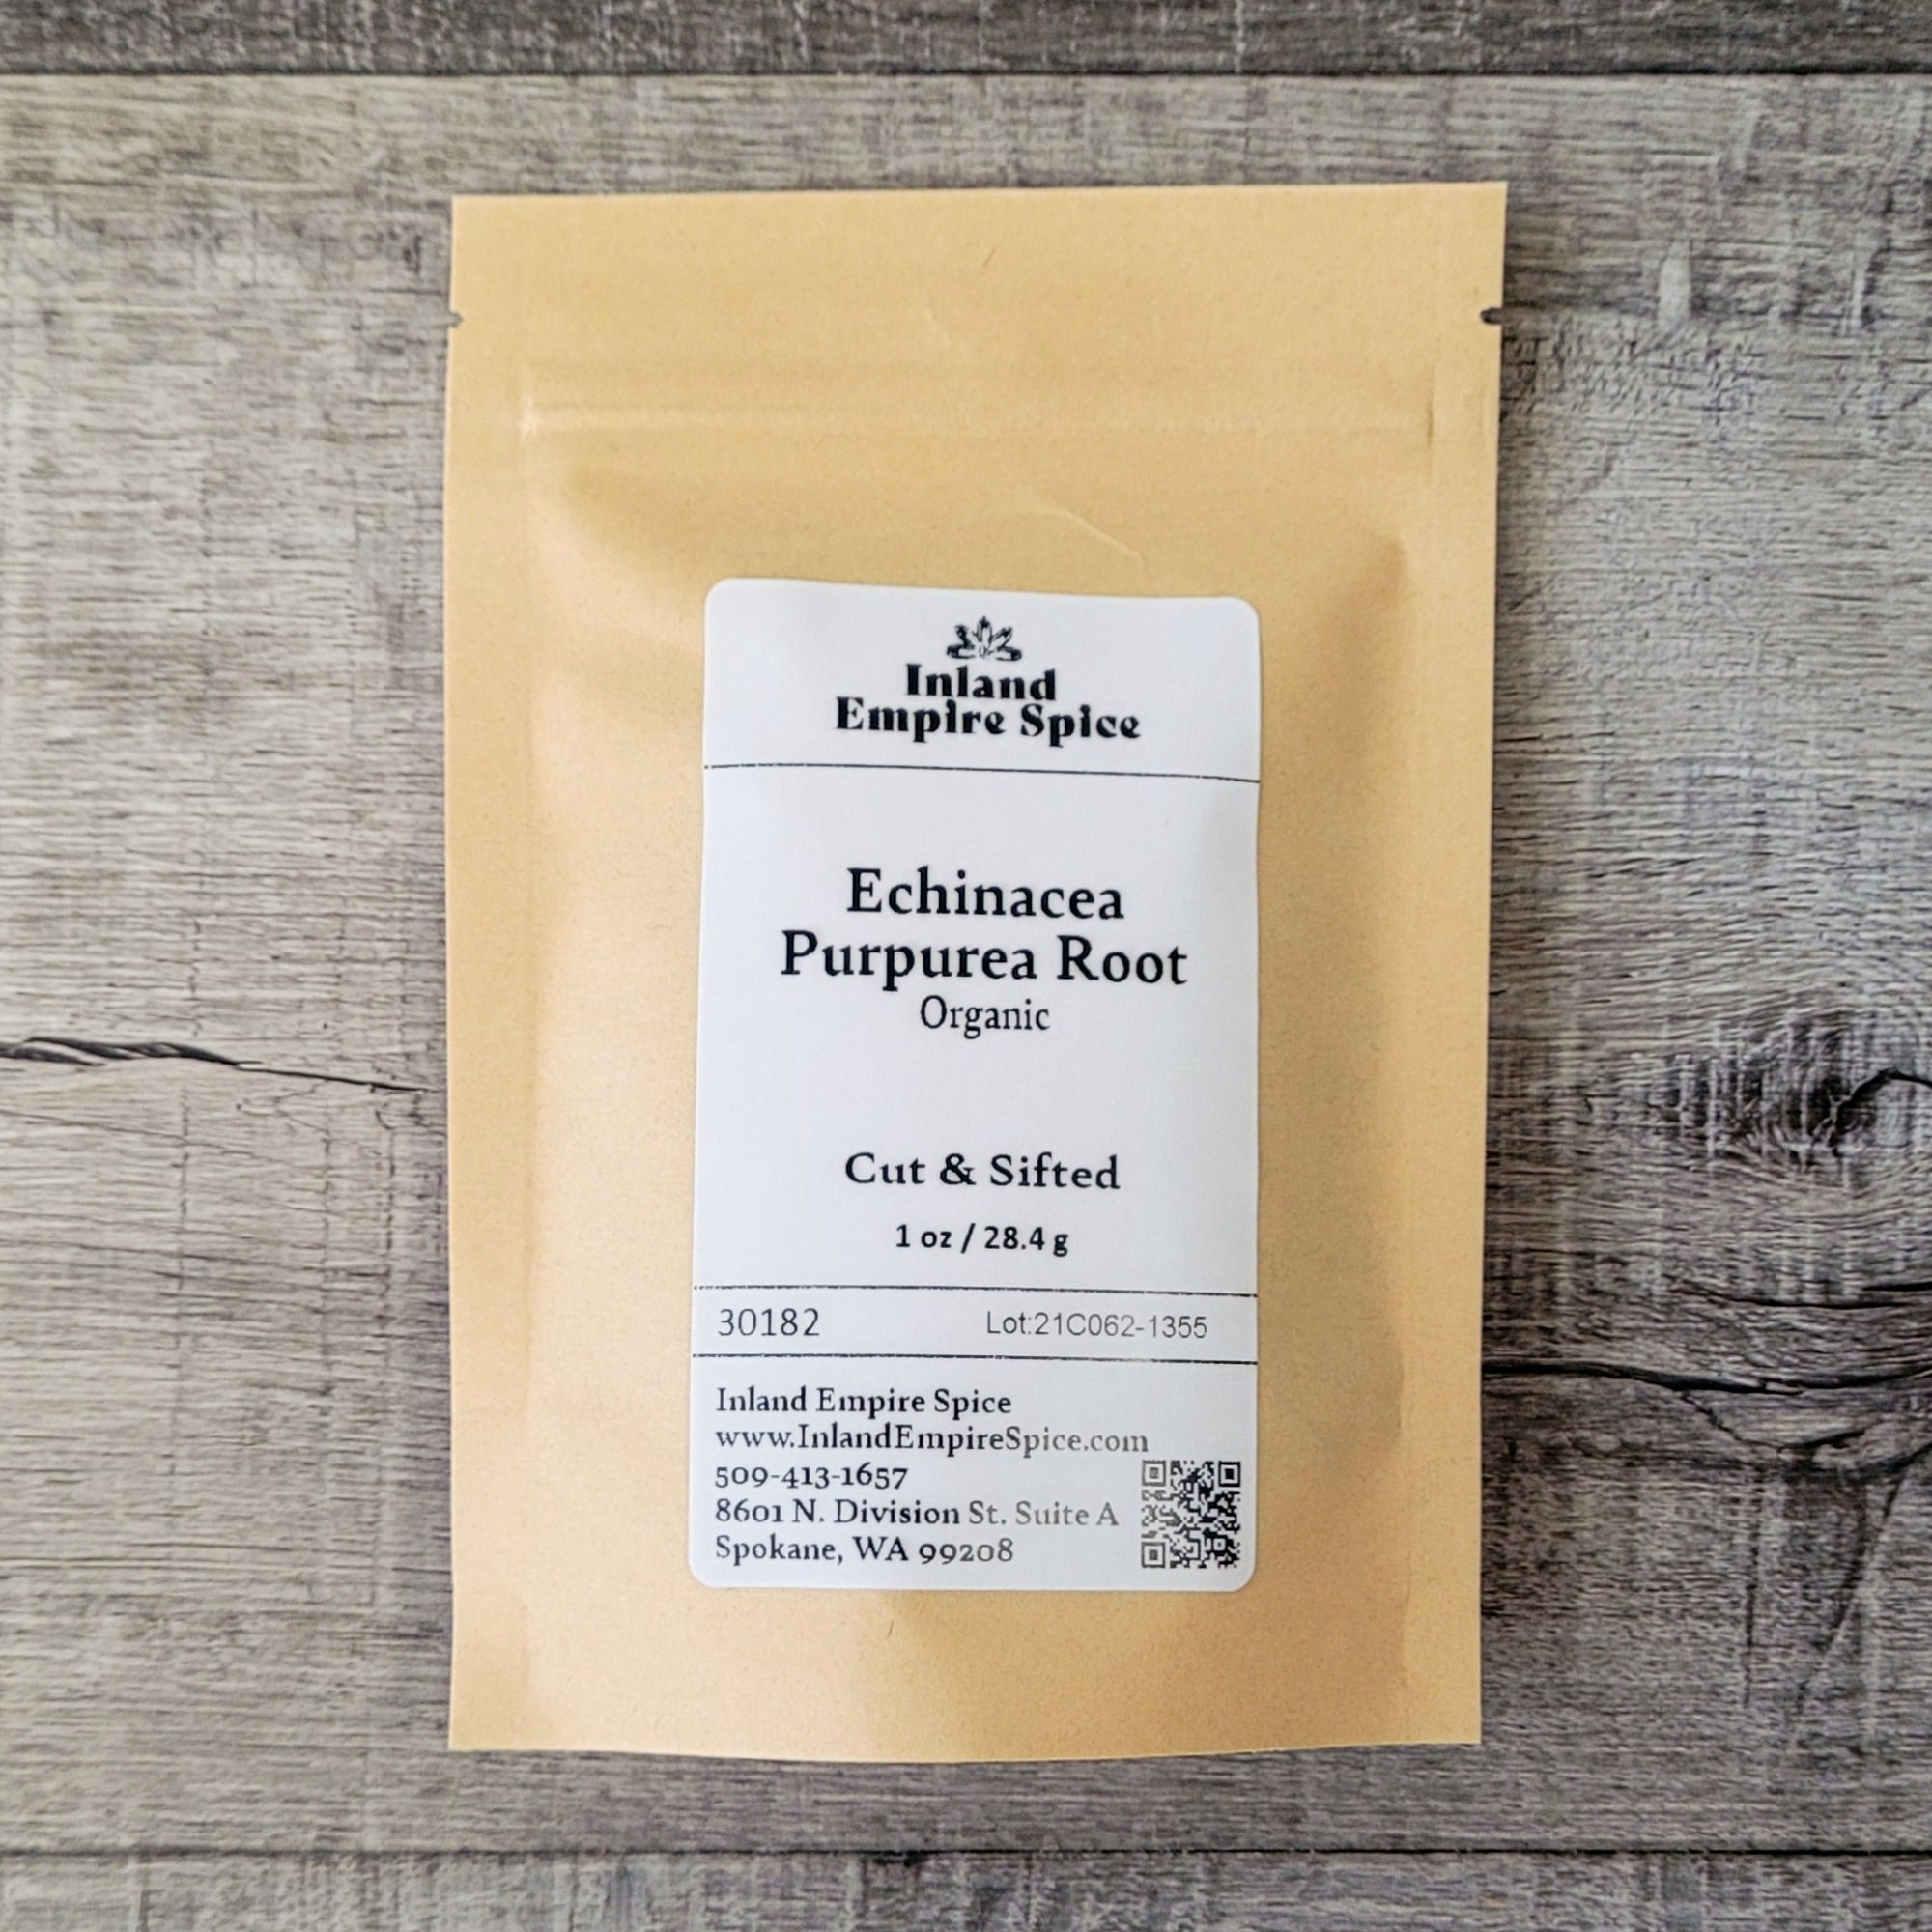 Inland
Empire Spice
Echinacea
Purpurea Root
Organic
Cut & Sifted
1 oz / 28.4 g
30182 Lot:21C062-1355
Inland Empire Spice
www.InlandEmpireSpice.com
509-413-1657
8601 N. Division St. Suite A
Spokane, WA 99208